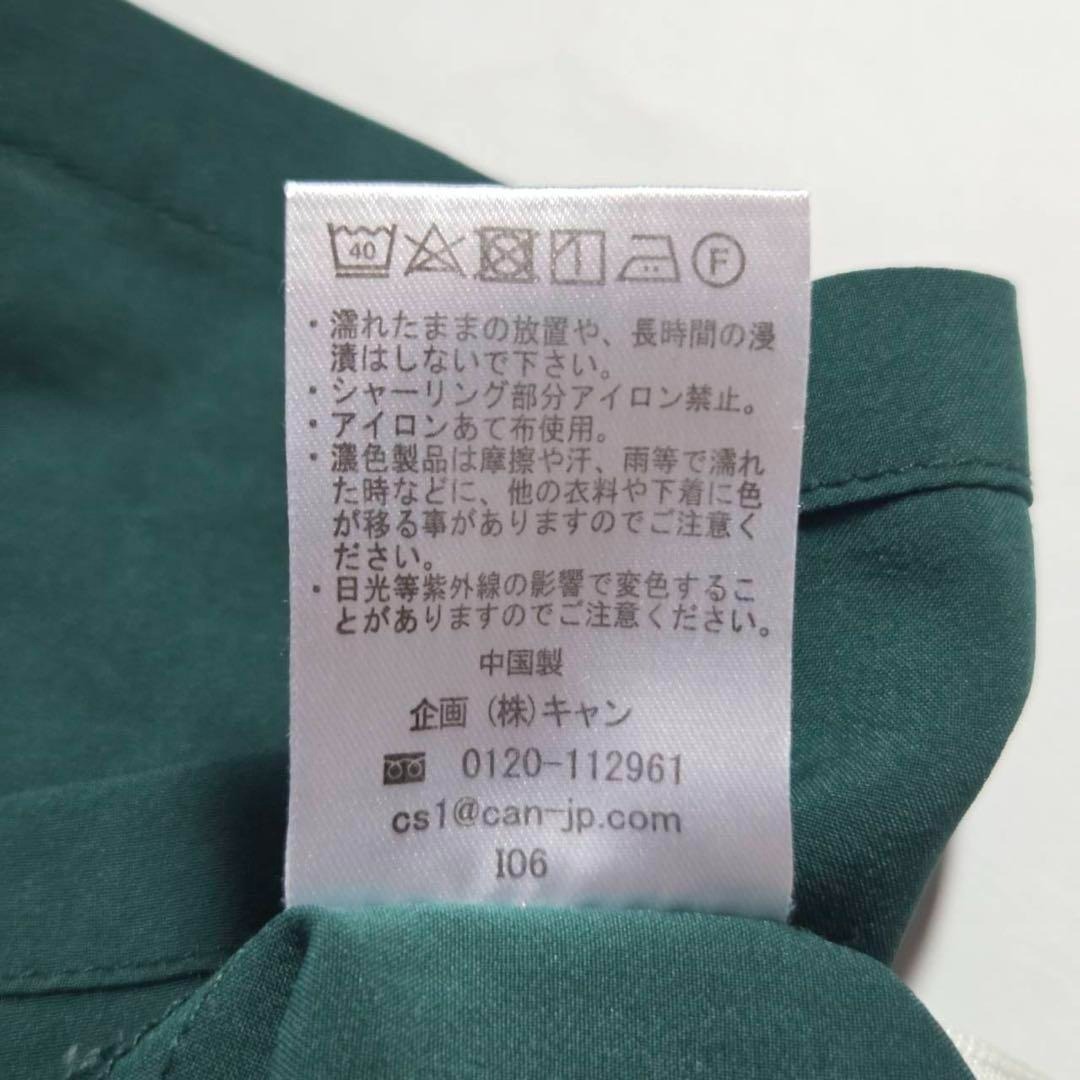 40 F
・濡れたままの放置や、長時間の浸
漬はしないで下さい。
・シャーリング部分アイロン禁止。
・アイロンあて布使用。
・濃色製品は摩擦や汗、雨等で濡れ
た時などに、他の衣料や下着に色
が移る事がありますのでご注意く
ださい。
・日光等紫外線の影響で変色するこ
とがありますのでご注意ください。
中国製
企画 (株)キャン
0120-112961
cs1@can-jp.com
I06